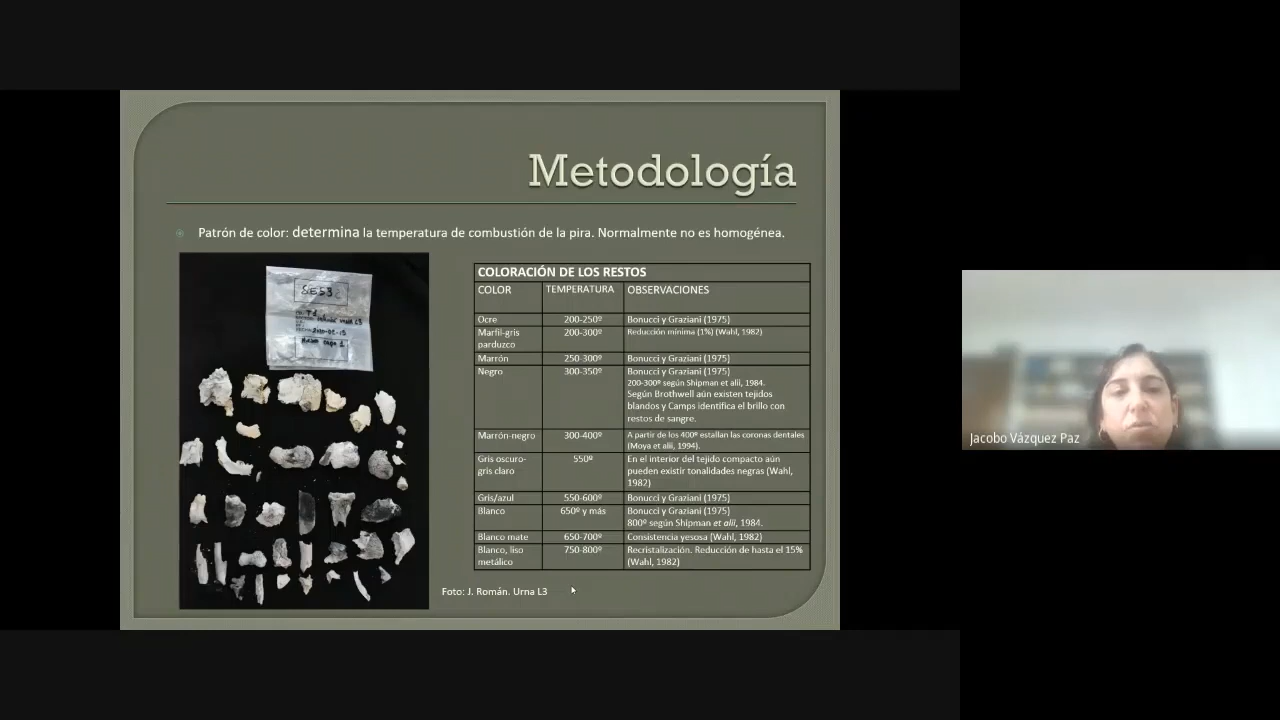 Metodología
Patrón de color: determina la temperatura de combustión de la pira. Normalmente no es homogénea.
COLORACIÓN DE LOS RESTOS
COLOR TEMPERATURA OBSERVACIONES
Ocre 200-250º Bonucci y Graziani (1975)
Marfil-gris 200-300º Reducción mínima (1%) (Wahl, 1982)
parduzco
Marrón 250-300º Bonucci y Graziani (1975)
Negro 300-350º Bonucci y Graziani (1975)
200-300º según Shipman et alii, 1984.
Según Brothwell aún existen tejidos
blandos y Camps identifica el brillo con
restos de sangre.
Marrón-negro 300-400º A partir de los 400º estallan las coronas dentales
(Moya et alii, 1994).
Gris oscuro- 550º En el interior del tejido compacto aún
gris claro pueden existir tonalidades negras (Wahl,
1982)
Gris/azul 550-600º Bonucci y Graziani (1975)
Blanco 650º y más Bonucci y Graziani (1975)
800º según Shipman et alii, 1984.
Blanco mate 650-700º Consistencia yesosa (Wahl, 1982)
Blanco, liso 750-800º Recristalización. Reducción de hasta el 15%
metálico (Wahl, 1982)
Foto: J. Román. Urna L3
Jacobo Vázquez Paz